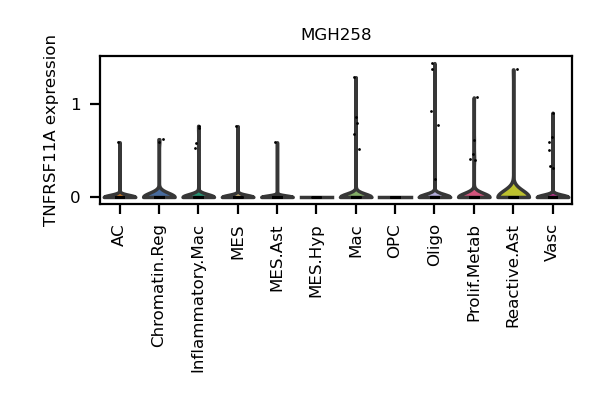 MGH258
TNFRSF11A expression
1
0
AC
Chromatin.Reg
Inflammatory.Mac
MES
MES.Ast
MES.Hyp
Mac
OPC
Oligo
Prolif.Metab
Reactive.Ast
Vasc